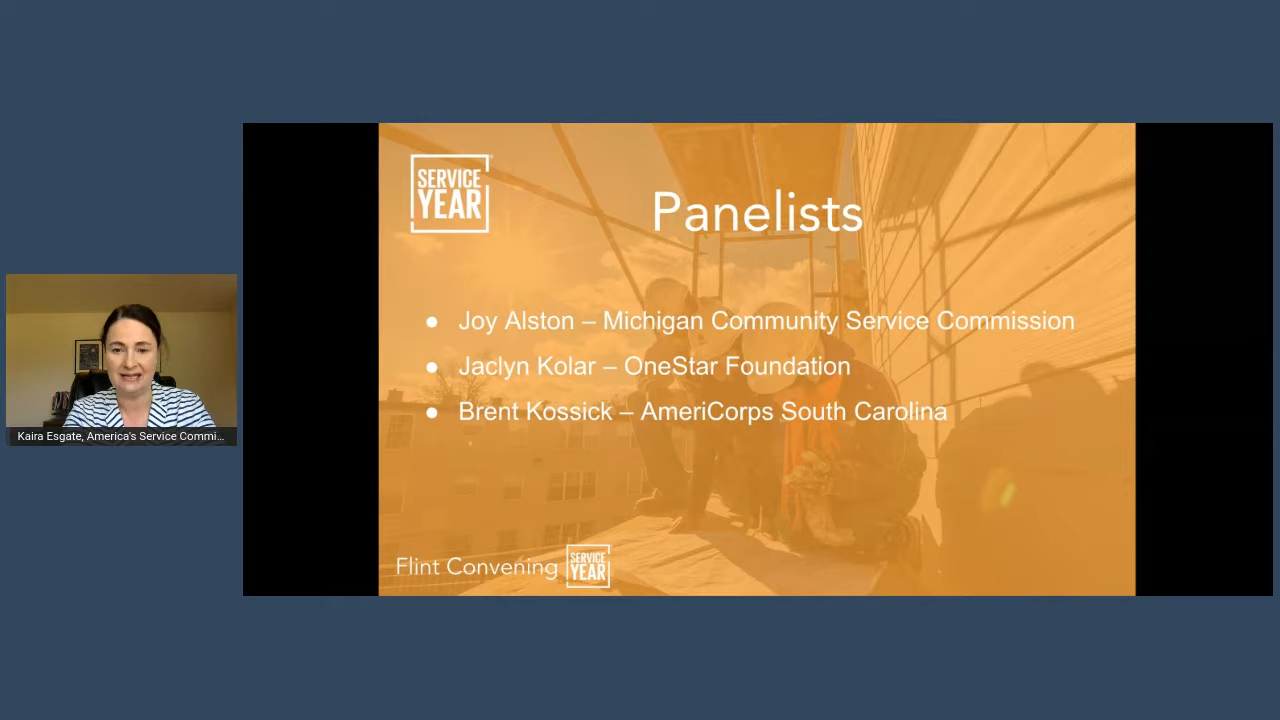 SERVICE
YEAR
Panelists
● Joy Alston – Michigan Community Service Commission
● Jaclyn Kolar – OneStar Foundation
● Brent Kossick – AmeriCorps South Carolina
Kaira Esgate, America's Service Commi...
Flint Convening
SERVICE
YEAR